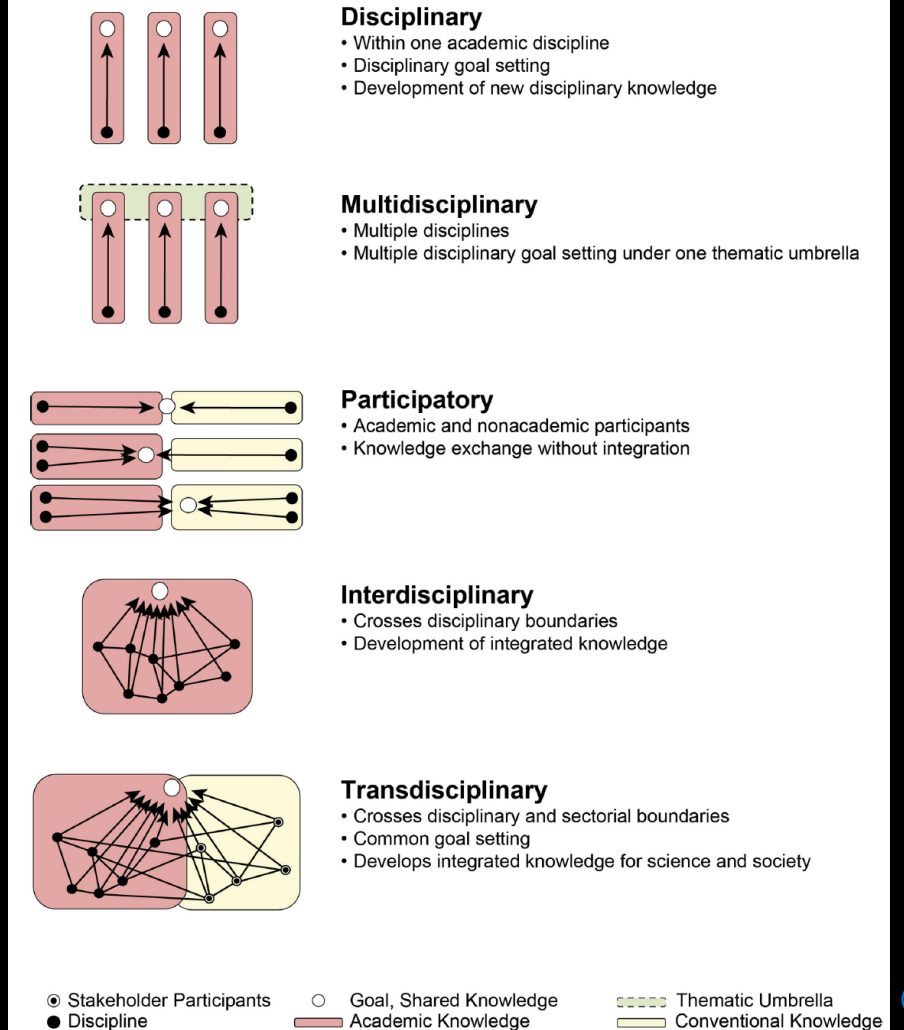 Disciplinary
• Within one academic discipline
• Disciplinary goal setting
• Development of new disciplinary knowledge
Multidisciplinary
• Multiple disciplines
• Multiple disciplinary goal setting under one thematic umbrella
Participatory
• Academic and nonacademic participants
• Knowledge exchange without integration
Interdisciplinary
• Crosses disciplinary boundaries
• Development of integrated knowledge
Transdisciplinary
• Crosses disciplinary and sectorial boundaries
• Common goal setting
• Develops integrated knowledge for science and society
Stakeholder Participants Goal, Shared Knowledge Thematic Umbrella
Discipline Academic Knowledge Conventional Knowledge